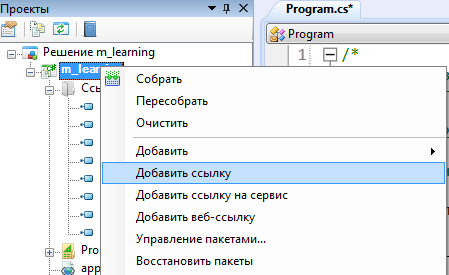 Проекты
Program.cs*
Program
Решение m_learning
1
/*
m_learning
Собрать
Пересобрать
Очистить
Добавить
Добавить ссылку
Добавить ссылку на сервис
Добавить веб-ссылку
Управление пакетами...
Восстановить пакеты
Ссы
Pro
app